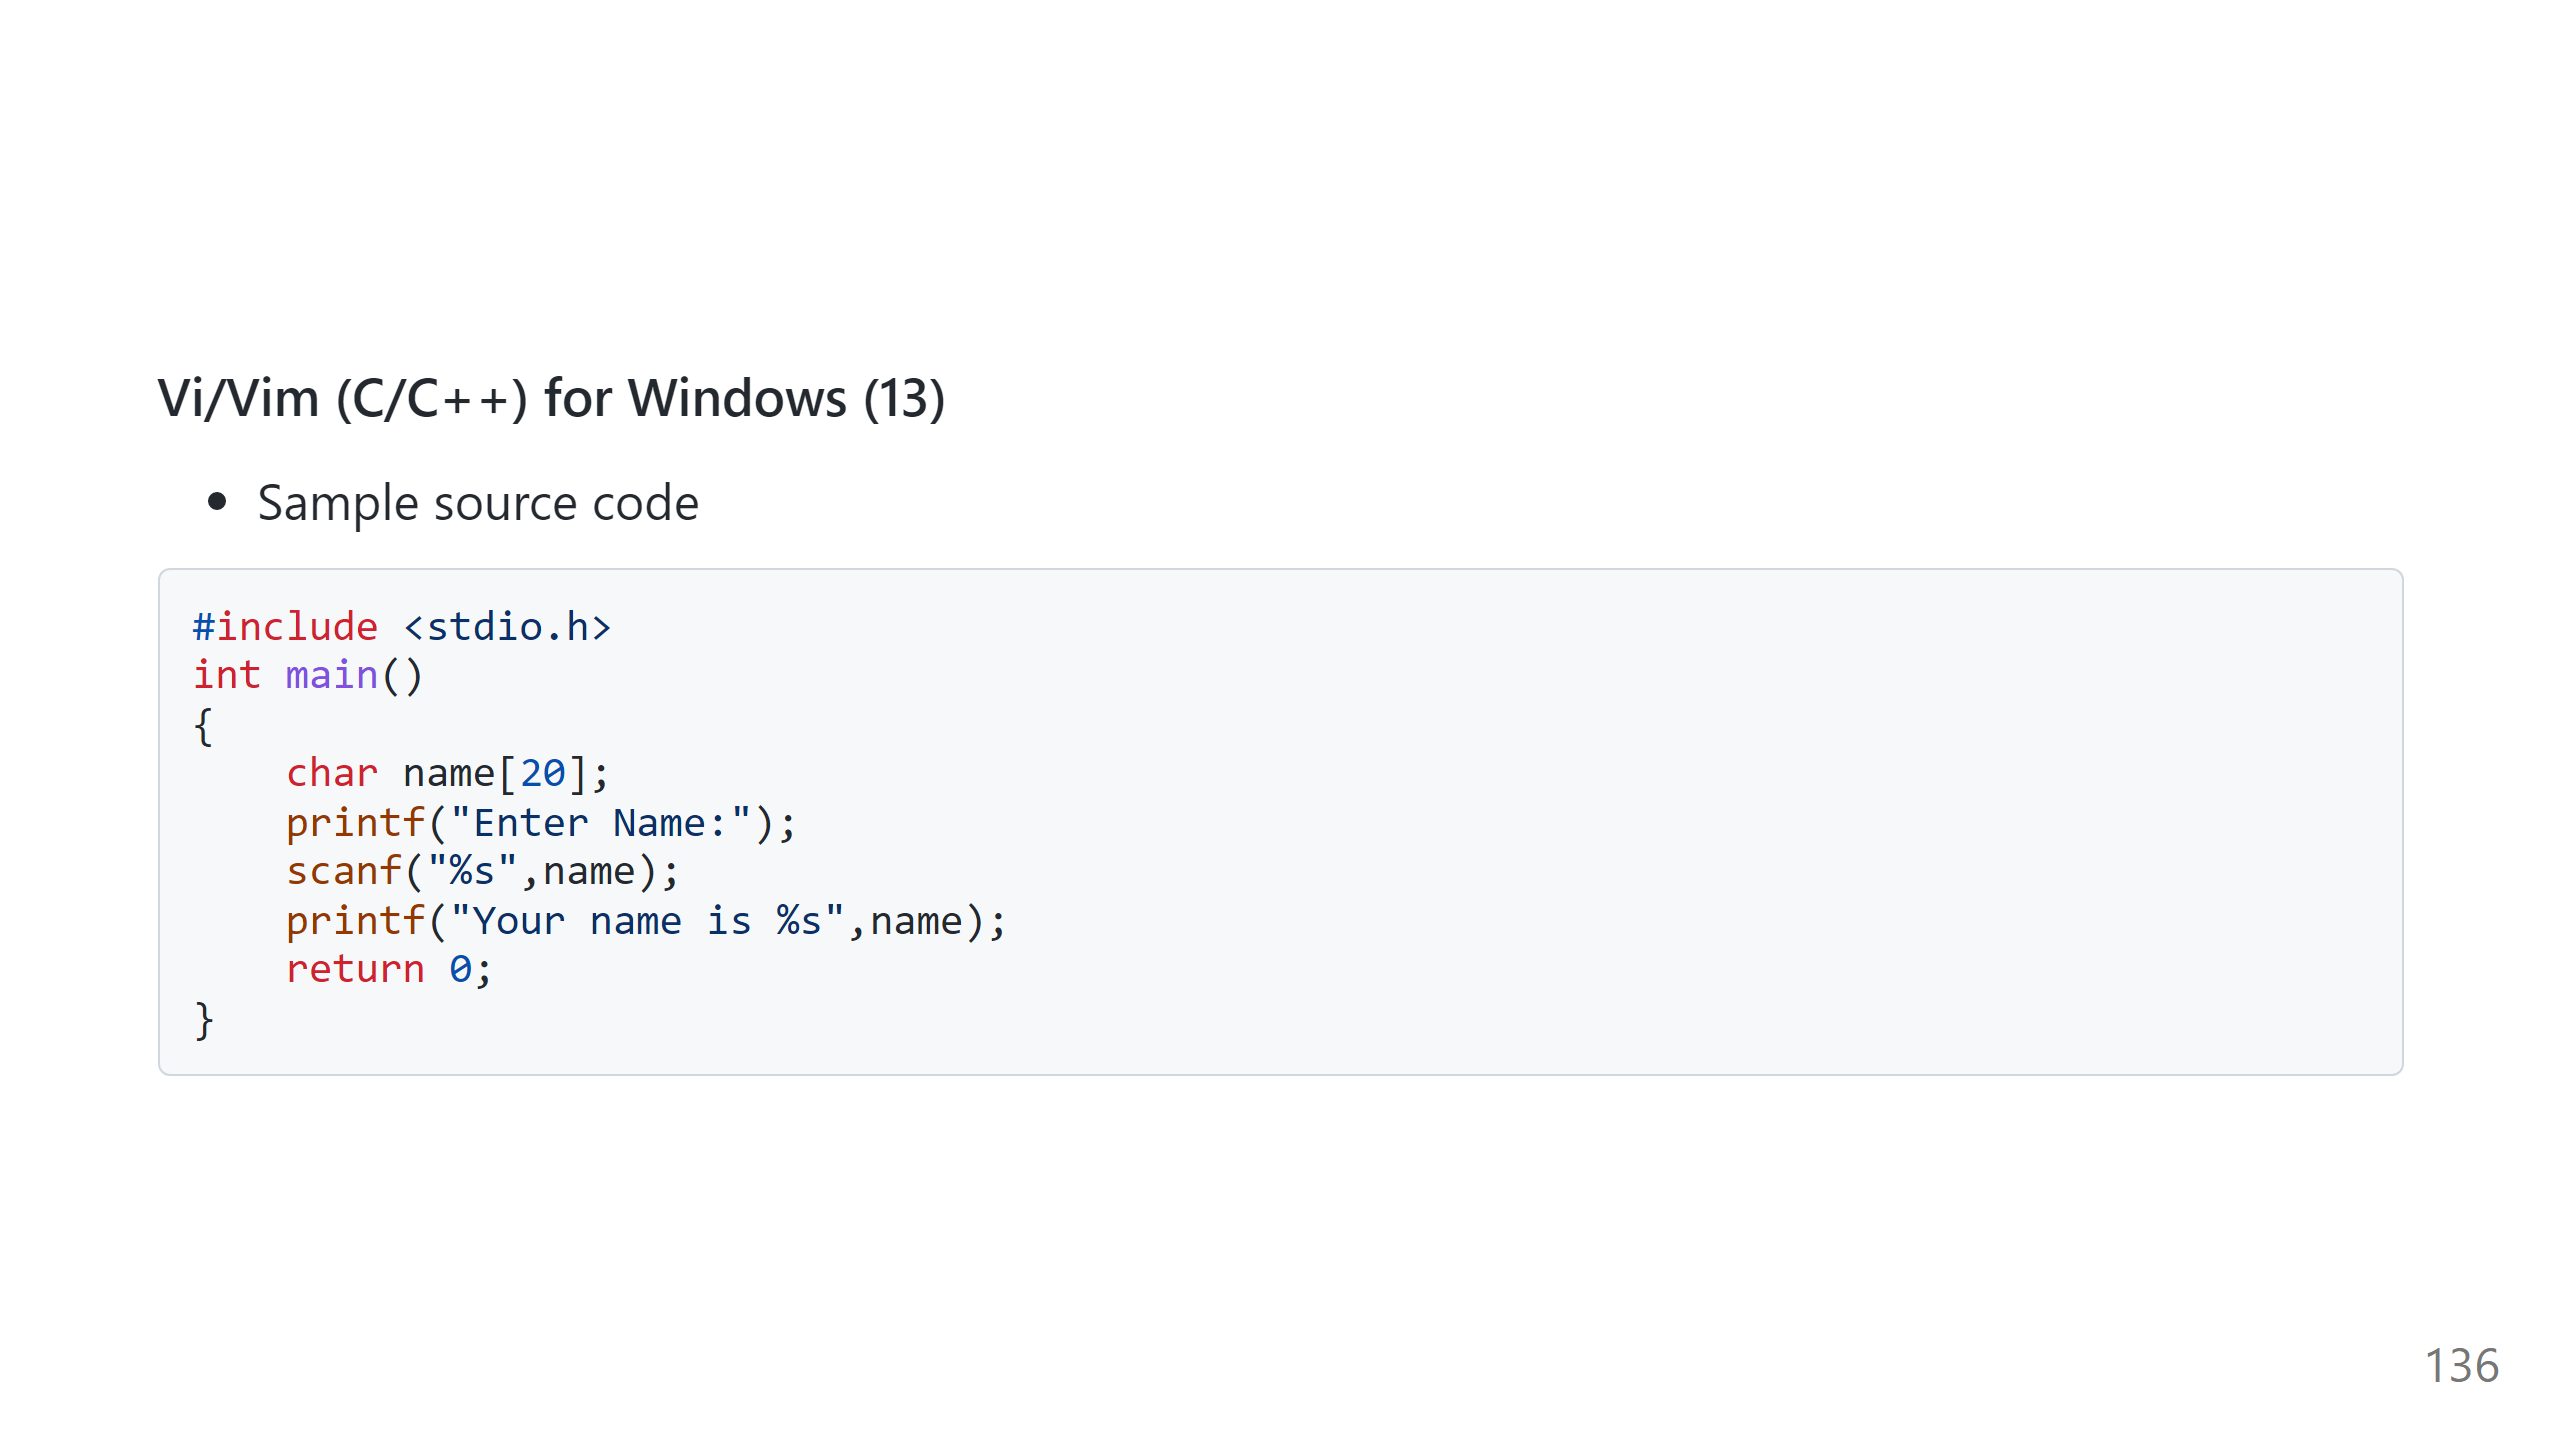 Vi/Vim (C/C++) for Windows (13)
• Sample source code
#include <stdio.h>
int main()
{
    char name[20];
    printf("Enter Name:");
    scanf("%s",name);
    printf("Your name is %s",name);
    return 0;
}
136